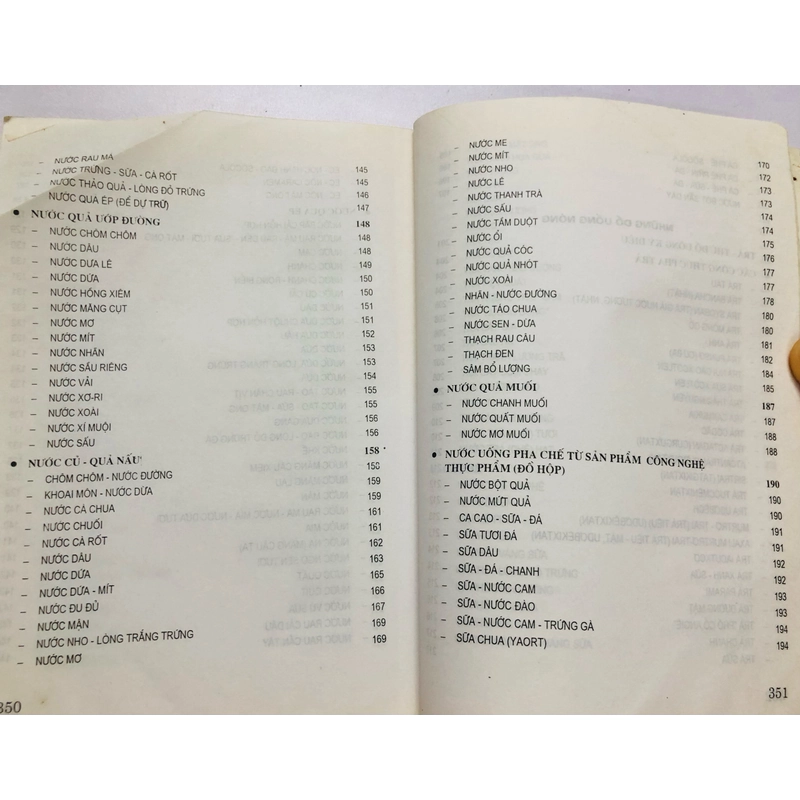 – NƯỚC RAU MÁ 145
– NƯỚC TRỨNG - SỮA - CÀ RỐT 145
– NƯỚC THẢO QUẢ - LÒNG ĐỎ TRỨNG 146
NƯỚC QUA ÉP (ĐỂ DỰ TRỮ) 147
• NƯỚC QUẢ ƯỚP ĐƯỜNG 148
– NƯỚC CHÔM CHÔM 148
– NƯỚC DÂU 148
– NƯỚC DƯA LÊ 149
– NƯỚC DỪA 150
– NƯỚC HỒNG XIÊM 150
– NƯỚC MĂNG CỤT 151
– NƯỚC MƠ 151
– NƯỚC MÍT 152
– NƯỚC NHÃN 153
– NƯỚC SẦU RIÊNG 153
– NƯỚC VẢI 154
– NƯỚC XƠ-RI 155
– NƯỚC XOÀI 155
– NƯỚC XÍ MUỘI 156
– NƯỚC SẤU 156
• NƯỚC CỦ - QUẢ NẤU 158
– CHÔM CHÔM - NƯỚC ĐƯỜNG 158
– KHOAI MÔN - NƯỚC DỪA 159
– NƯỚC CÀ CHUA 159
– NƯỚC CHUỐI 161
– NƯỚC CÀ RỐT 161
– NƯỚC DÂU 163
– NƯỚC DỨA 165
– NƯỚC DỨA - MÍT 166
– NƯỚC ĐU ĐỦ 167
– NƯỚC MẬN 169
– NƯỚC NHO - LÒNG TRẮNG TRỨNG 169
– NƯỚC MƠ
350
– NƯỚC ME 170
– NƯỚC MÍT 172
– NƯỚC NHO 173
– NƯỚC LÊ 173
– NƯỚC THANH TRÀ 174
– NƯỚC SẤU 174
– NƯỚC TẦM DUỘT 175
– NƯỚC ỔI 176
– NƯỚC QUẢ CÓC 177
– NƯỚC QUẢ NHÓT 177
– NƯỚC XOÀI 178
– NHÃN - NƯỚC ĐƯỜNG 180
– NƯỚC TÁO CHUA 180
– NƯỚC SEN - DỪA 181
– THẠCH RAU CÂU 182
– THẠCH ĐEN 184
– SÂM BỔ LƯỢNG 185
• NƯỚC QUẢ MUỐI 187
– NƯỚC CHANH MUỐI 187
– NƯỚC QUẤT MUỐI 188
– NƯỚC MƠ MUỐI 188
• NƯỚC UỐNG PHA CHẾ TỪ SẢN PHẨM CÔNG NGHỆ
THỰC PHẨM (ĐỒ HỘP) 190
– NƯỚC BỘT QUẢ 190
– NƯỚC MỨT QUẢ 190
– CA CAO - SỮA - ĐÁ 191
– SỮA TƯƠI ĐÁ 191
– SỮA DÂU 192
– SỮA - ĐÁ - CHANH 192
– SỮA - NƯỚC CAM 193
– SỮA - NƯỚC ĐÀO 193
– SỮA - NƯỚC CAM - TRỨNG GÀ 194
– SỮA CHUA (YAORT) 194
351